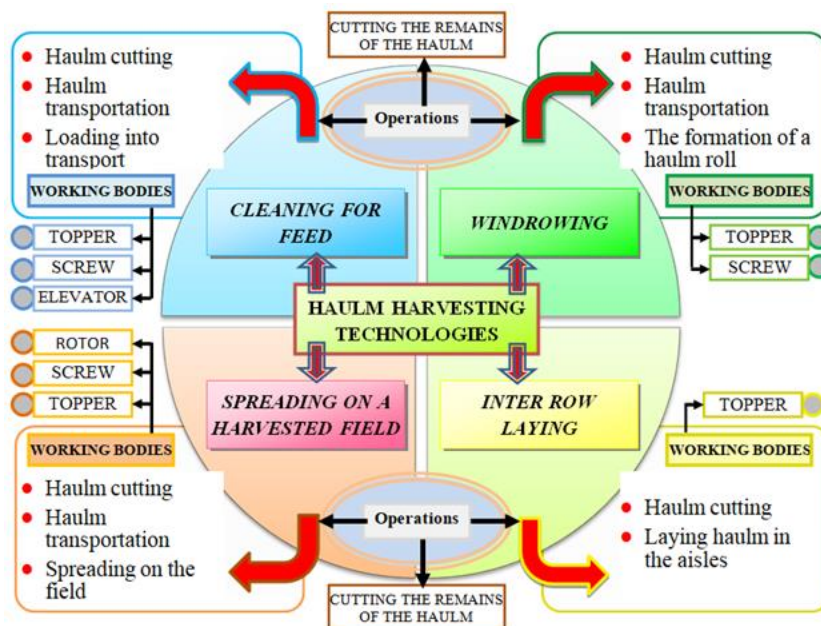 CUTTING THE REMAINS
OF THE HAULM
Operations
Haulm cutting
Haulm
transportation
Loading into
transport
WORKING BODIES
TOPPER
SCREW
ELEVATOR
CLEANING FOR
FEED
Haulm cutting
Haulm
transportation
The formation of a
haulm roll
WORKING BODIES
TOPPER
SCREW
WINDROWING
HAULM HARVESTING
TECHNOLOGIES
ROTOR
SCREW
TOPPER
WORKING BODIES
Haulm cutting
Haulm
transportation
Spreading on the
field
SPREADING ON A
HARVESTED FIELD
INTER ROW
LAYING
TOPPER
WORKING BODIES
Haulm cutting
Laying haulm in
the aisles
Operations
CUTTING THE REMAINS
OF THE HAULM